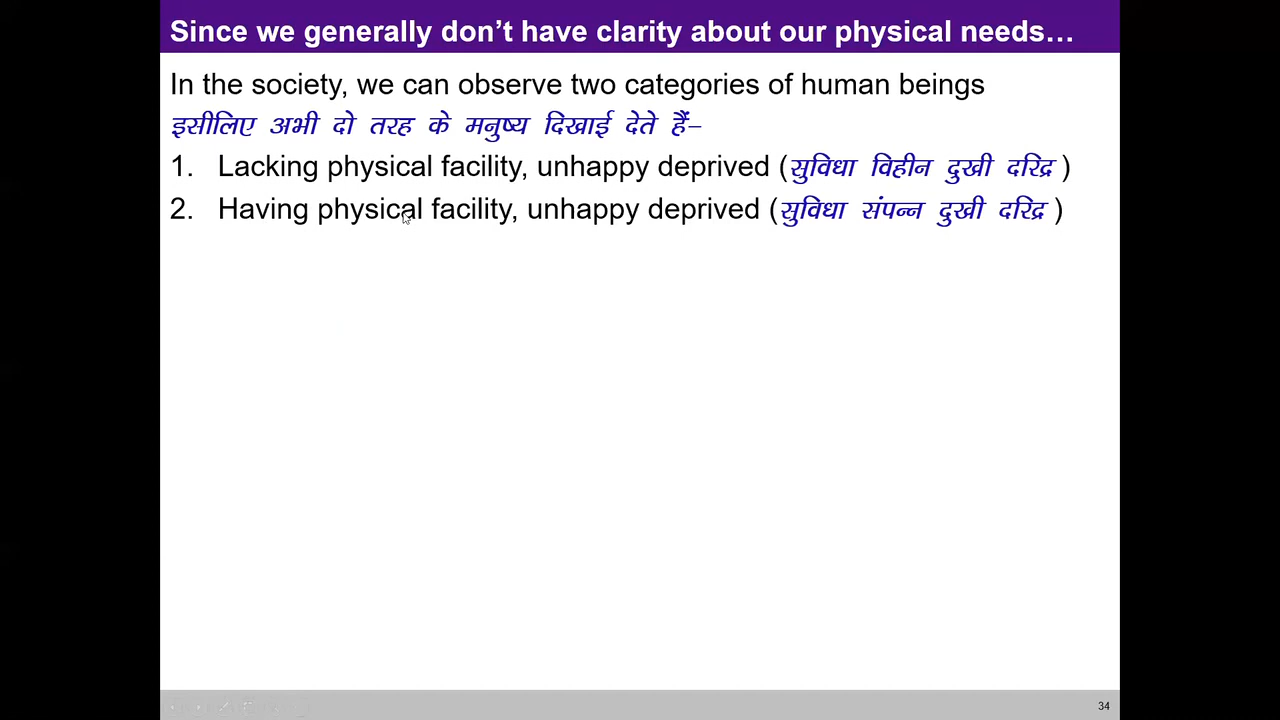 Since we generally don’t have clarity about our physical needs…
In the society, we can observe two categories of human beings
इसीलिए अभी दो तरह के मनुष्य दिखाई देते हैं–
1. Lacking physical facility, unhappy deprived (सुविधा विहीन दुखी दरिद्र )
2. Having physical facility, unhappy deprived (सुविधा संपन्न दुखी दरिद्र )
34